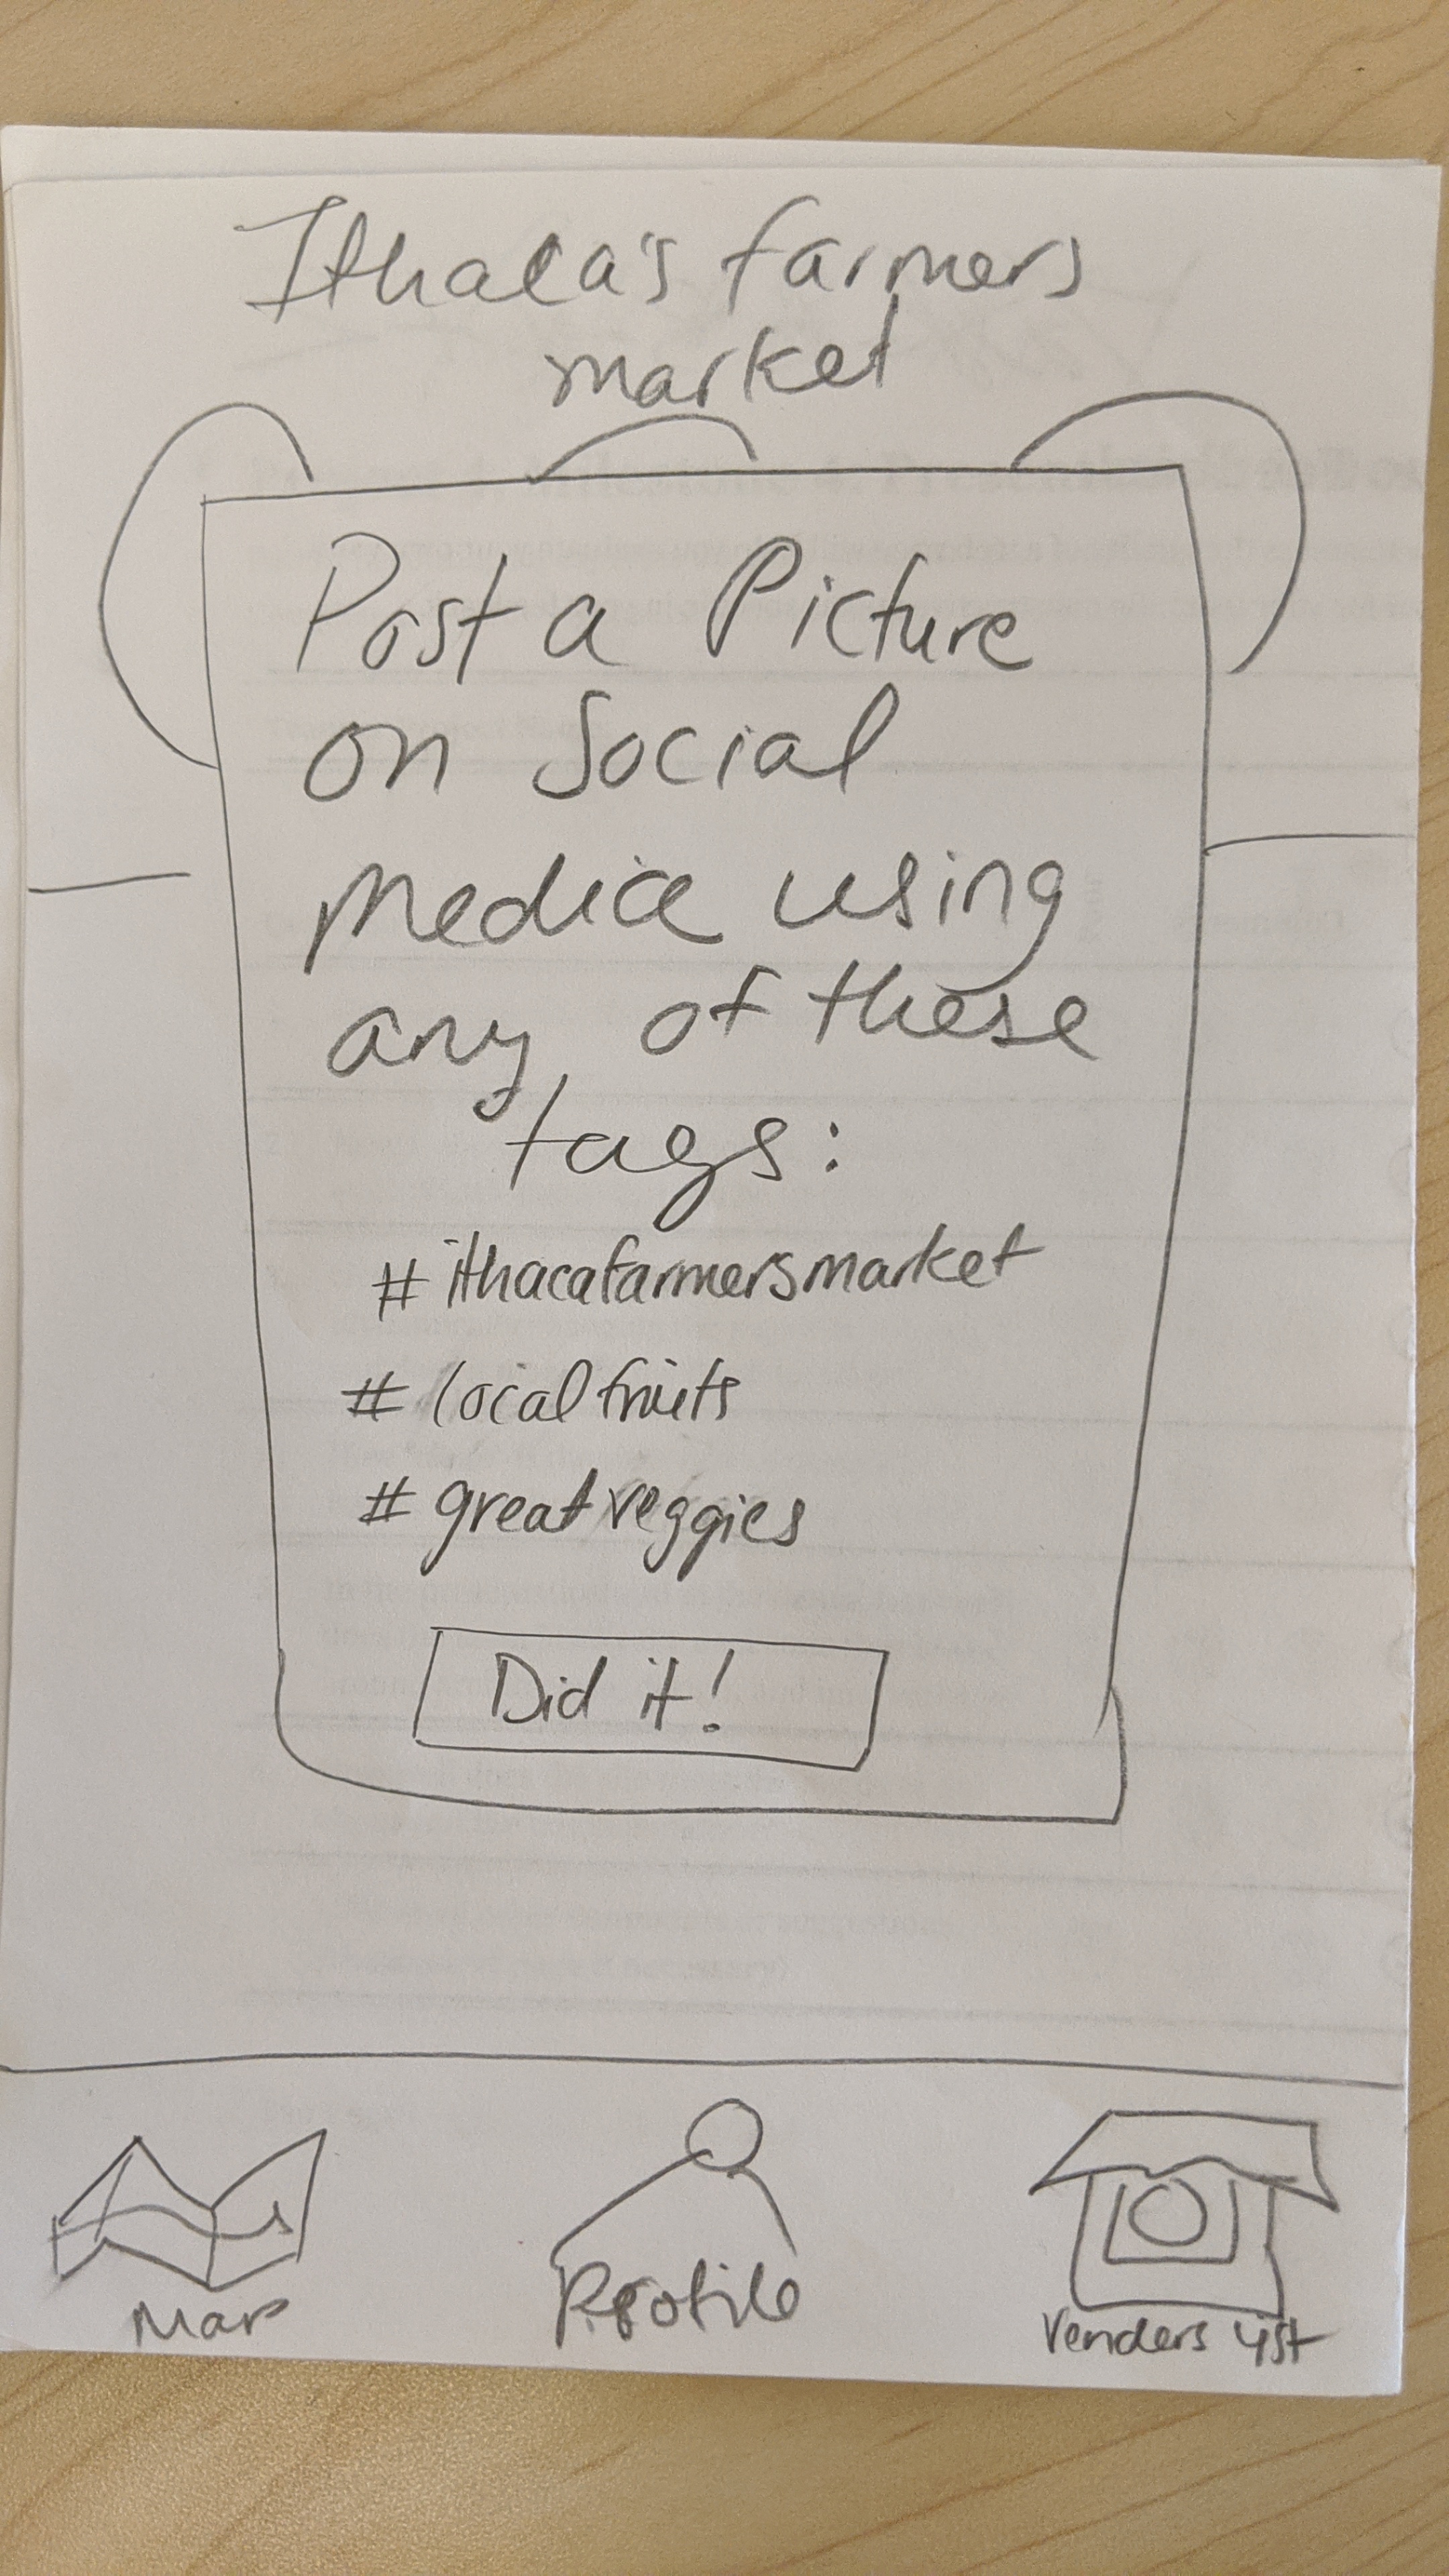 Ithaca's farmers
market
Post a Picture
on Social
media using
any of these
tags:
#ithacafarmersmarket
#localfruits
#greatveggies
Did it!
Map
Profile
Venders list